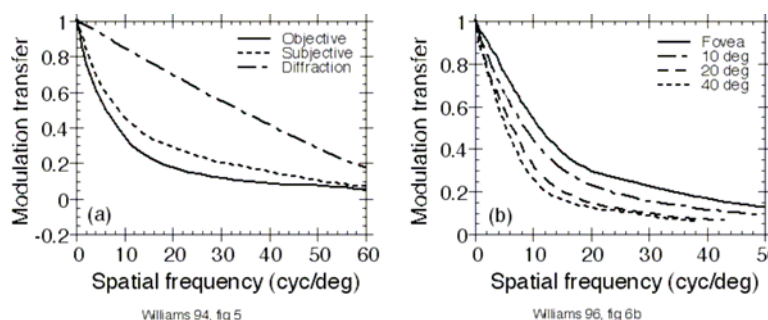 Modulation transfer
1
0.8
0.6
0.4
0.2
0
-0.2
Objective
Subjective
Diffraction
(a)
0 10 20 30 40 50 60
Spatial frequency (cyc/deg)
Williams 94, fig 5
Modulation transfer
1
0.8
0.6
0.4
0.2
0
Fovea
10 deg
20 deg
40 deg
(b)
0 10 20 30 40 50
Spatial frequency (cyc/deg)
Williams 96, fig 6b